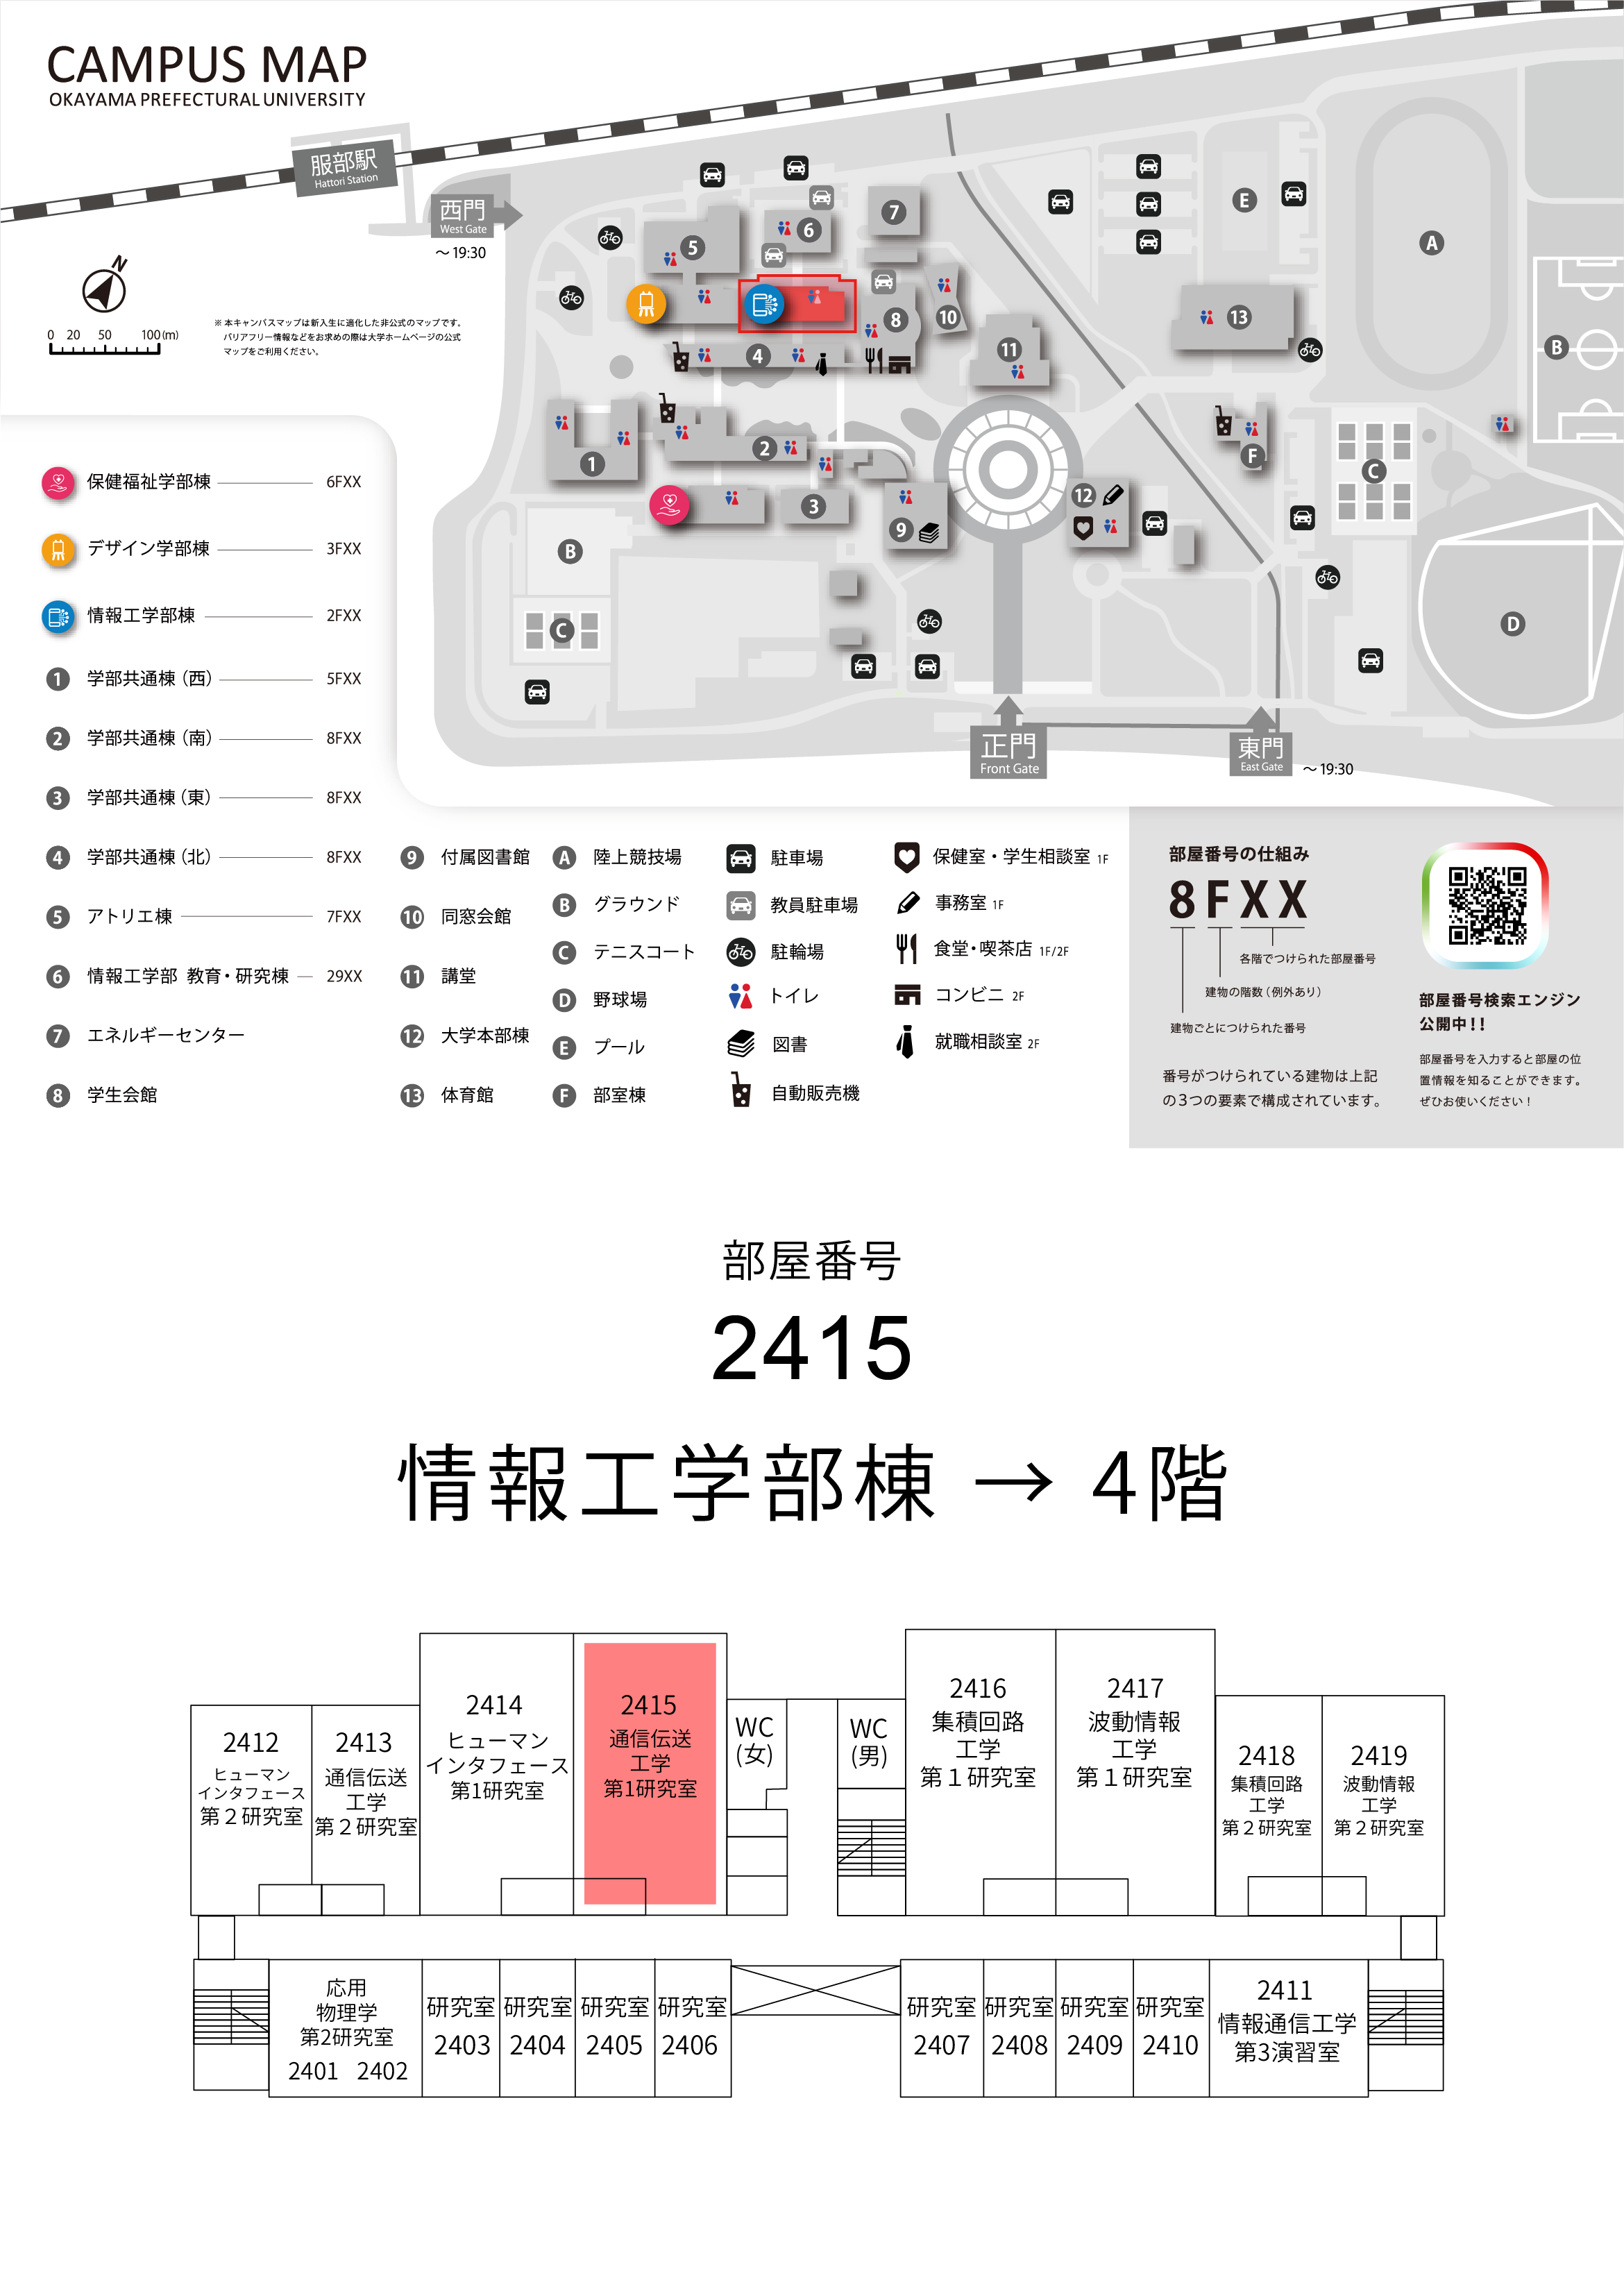 CAMPUS MAP
OKAYAMA PREFECTURAL UNIVERSITY
服部駅
Hattori Station
西門
West Gate
～19:30
N
0 20 50 100(m)
※ 本キャンパスマップは新入生に適化した非公式のマップです。
バリアフリー情報などをお求めの際は大学ホームページの公式
マップをご利用ください。
5
6
7
8
10
4
11
13
1
2
3
9
12
A
B
C
D
E
F
B
C
正門
Front Gate
東門
East Gate
～19:30
保健福祉学部棟 6FXX
デザイン学部棟 3FXX
情報工学部棟 2FXX
1 学部共通棟（西） 5FXX
2 学部共通棟（南） 8FXX
3 学部共通棟（東） 8FXX
4 学部共通棟（北） 8FXX
5 アトリエ棟 7FXX
6 情報工学部 教育・研究棟 29XX
7 エネルギーセンター
8 学生会館
9 付属図書館
10 同窓会館
11 講堂
12 大学本部棟
13 体育館
A 陸上競技場
B グラウンド
C テニスコート
D 野球場
E プール
F 部室棟
駐車場
教員駐車場
駐輪場
トイレ
図書
自動販売機
保健室・学生相談室 1F
事務室 1F
食堂・喫茶店 1F/2F
コンビニ 2F
就職相談室 2F
部屋番号の仕組み
8FXX
各階でつけられた部屋番号
建物の階数（例外あり）
建物ごとにつけられた番号
番号がつけられている建物は上記
の３つの要素で構成されています。
部屋番号検索エンジン
公開中！！
部屋番号を入力すると部屋の位
置情報を知ることができます。
ぜひお使いください！
部屋番号
2415
情報工学部棟 → 4階
2412
ヒューマン
インタフェース
第２研究室
2413
通信伝送
工学
第２研究室
2414
ヒューマン
インタフェース
第1研究室
2415
通信伝送
工学
第1研究室
WC
(女)
WC
(男)
2416
集積回路
工学
第１研究室
2417
波動情報
工学
第１研究室
2418
集積回路
工学
第２研究室
2419
波動情報
工学
第２研究室
応用
物理学
第2研究室
2401 2402
研究室
2403
研究室
2404
研究室
2405
研究室
2406
研究室
2407
研究室
2408
研究室
2409
研究室
2410
2411
情報通信工学
第3演習室